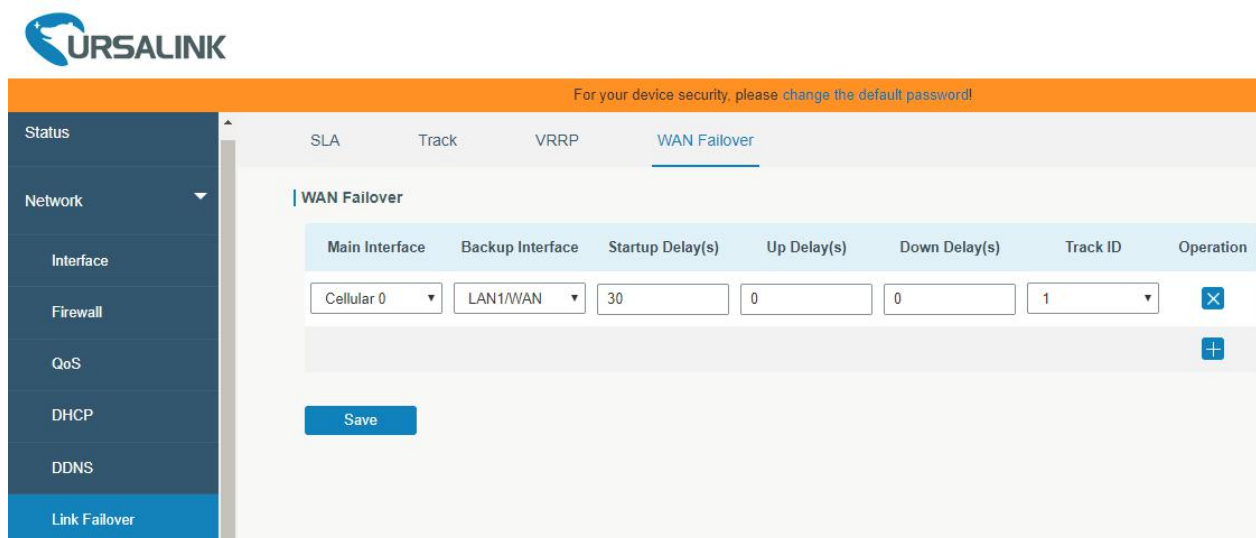 URSALINK
For your device security, please change the default password!
Status
SLA Track VRRP WAN Failover
Network
WAN Failover
Main Interface Backup Interface Startup Delay(s) Up Delay(s) Down Delay(s) Track ID Operation
Interface
Cellular 0 LAN1/WAN 30 0 0 1
Firewall
QoS
DHCP
Save
DDNS
Link Failover